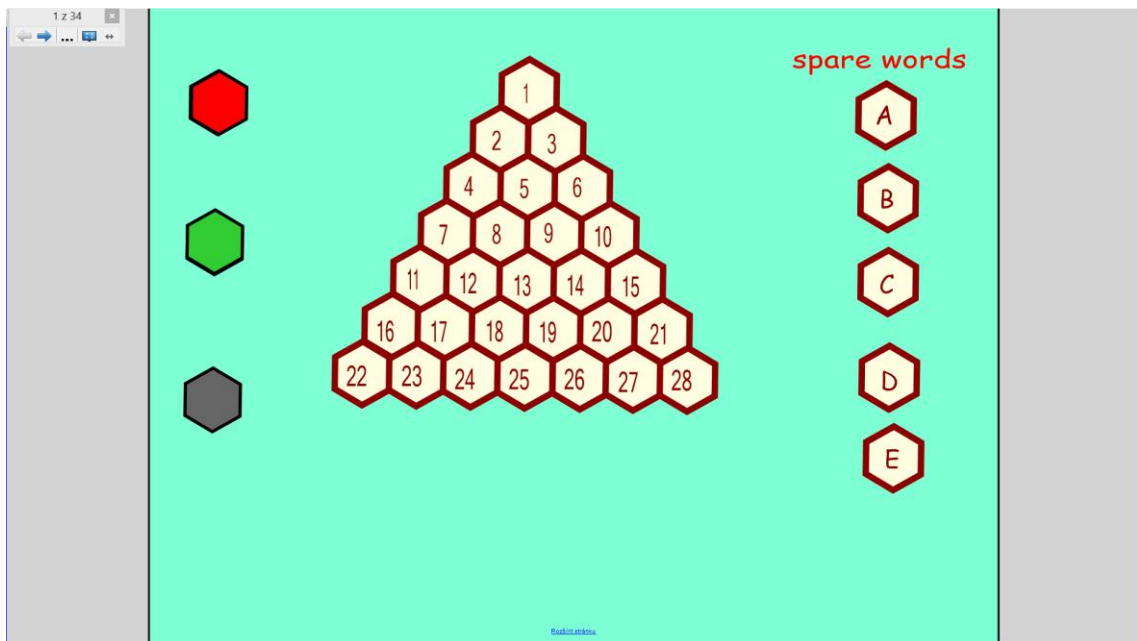 1 z 34
...
spare words
1
2 3
4 5 6
7 8 9 10
11 12 13 14 15
16 17 18 19 20 21
22 23 24 25 26 27 28
A
B
C
D
E
Rozšířit stránku